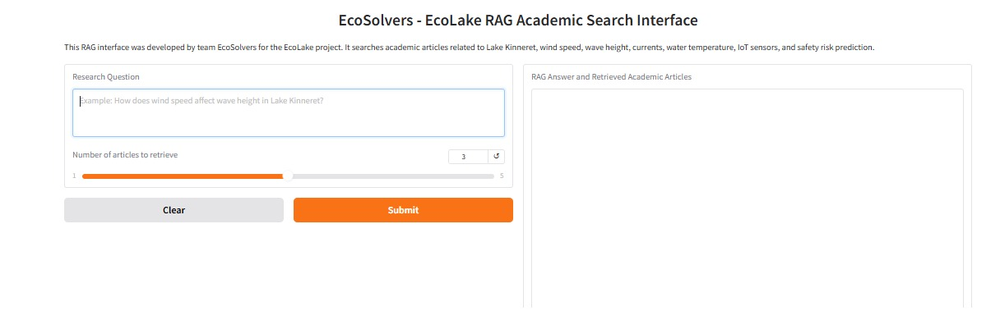 EcoSolvers - EcoLake RAG Academic Search Interface
This RAG interface was developed by team EcoSolvers for the EcoLake project. It searches academic articles related to Lake Kinneret, wind speed, wave height, currents, water temperature, IoT sensors, and safety risk prediction.
Research Question
Example: How does wind speed affect wave height in Lake Kinneret?
Number of articles to retrieve
3 ↺
1 5
Clear Submit
RAG Answer and Retrieved Academic Articles